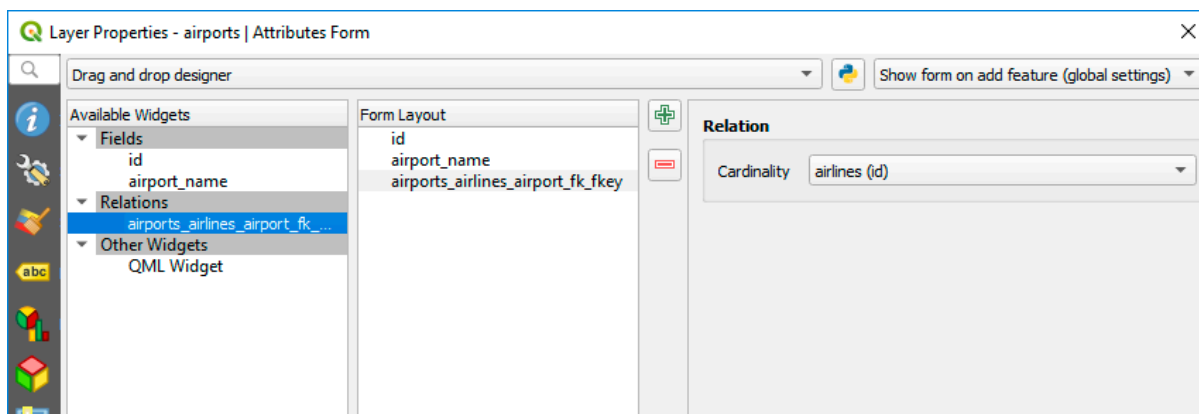 Layer Properties - airports | Attributes Form
Drag and drop designer
Show form on add feature (global settings)
Available Widgets
Fields
id
airport_name
Relations
airports_airlines_airport_fk_...
Other Widgets
QML Widget
Form Layout
id
airport_name
airports_airlines_airport_fk_fkey
Relation
Cardinality airlines (id)
abc